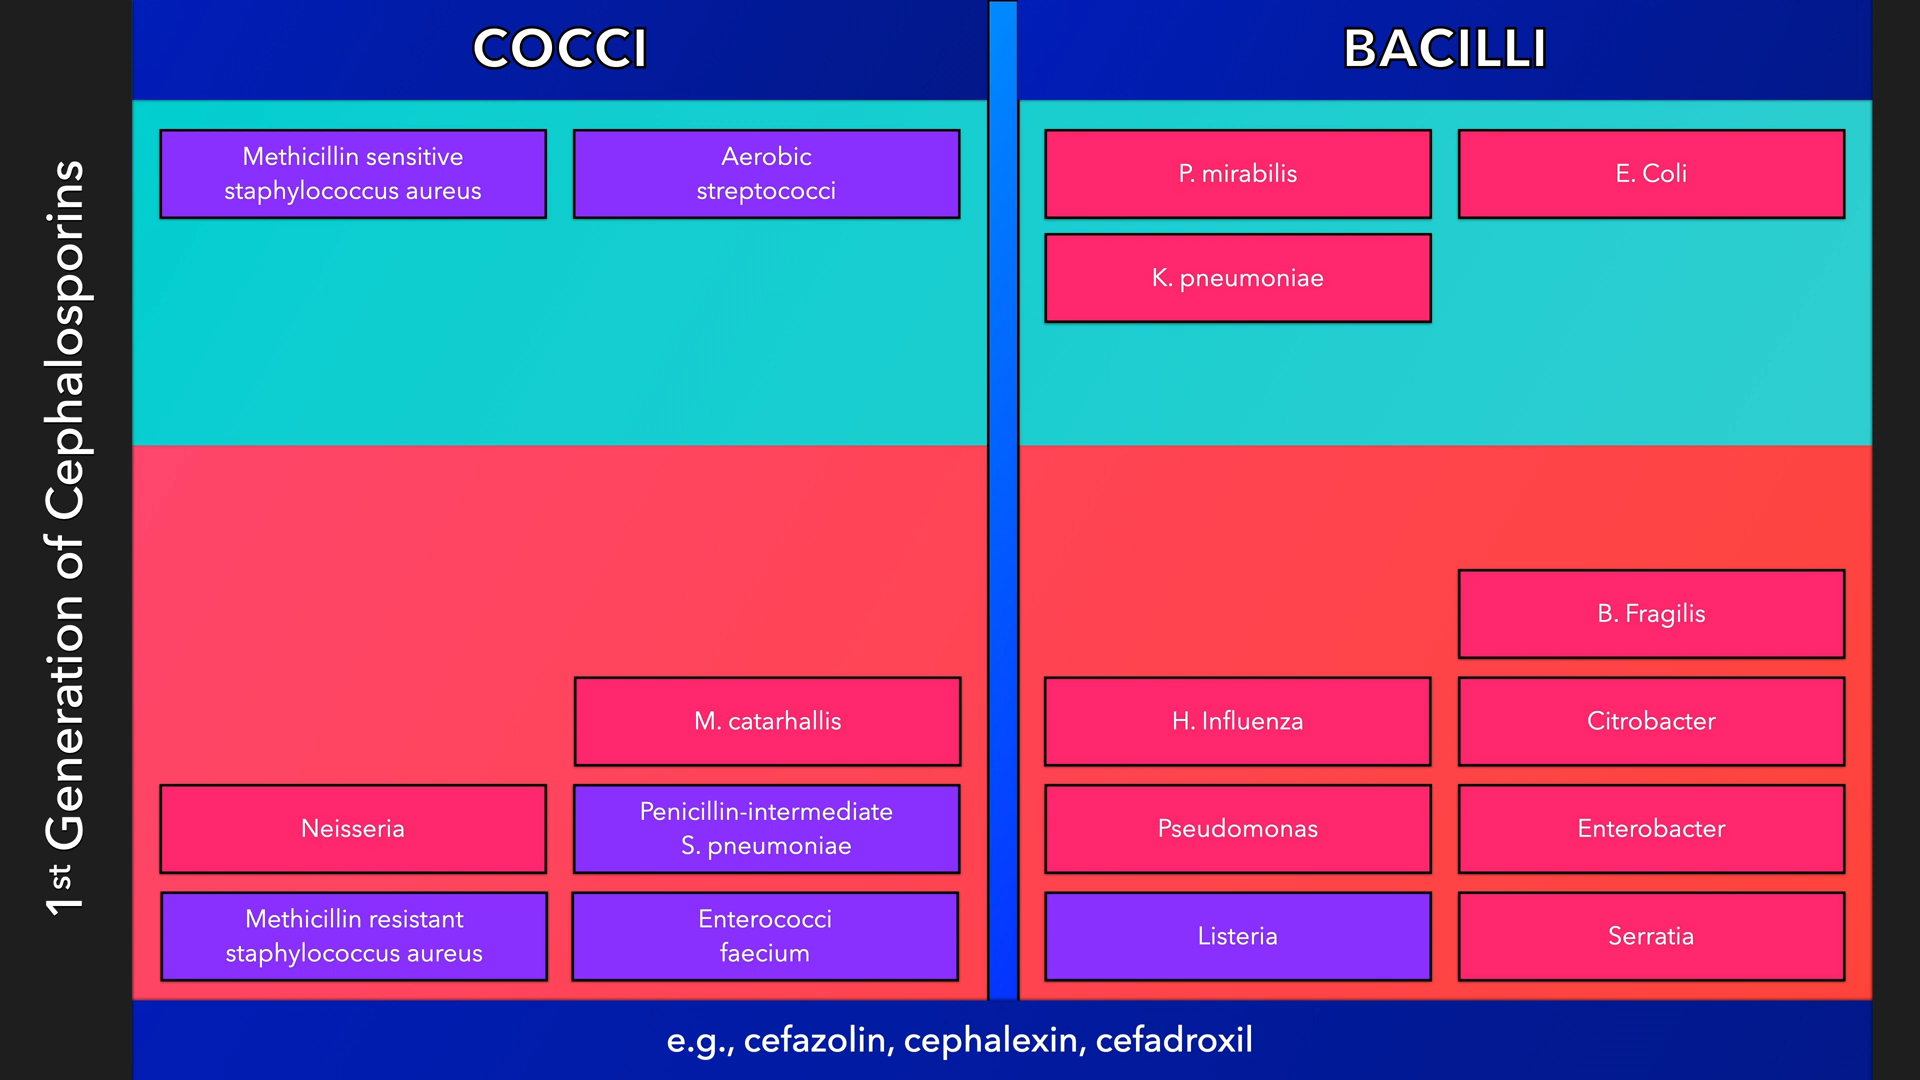 1st Generation of Cephalosporins
COCCI
Methicillin sensitive
staphylococcus aureus
Aerobic
streptococci
M. catarhallis
Neisseria
Penicillin-intermediate
S. pneumoniae
Methicillin resistant
staphylococcus aureus
Enterococci
faecium
BACILLI
P. mirabilis
E. Coli
K. pneumoniae
B. Fragilis
H. Influenza
Citrobacter
Pseudomonas
Enterobacter
Listeria
Serratia
e.g., cefazolin, cephalexin, cefadroxil